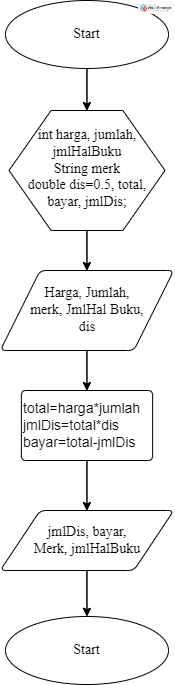 Start
int harga, jumlah,
jmlHalBuku
String merk
double dis=0.5, total,
bayar, jmlDis;
Harga, Jumlah,
merk, JmlHal Buku,
dis
total=harga*jumlah
jmlDis=total*dis
bayar=total-jmlDis
jmlDis, bayar,
Merk, jmlHalBuku
Start